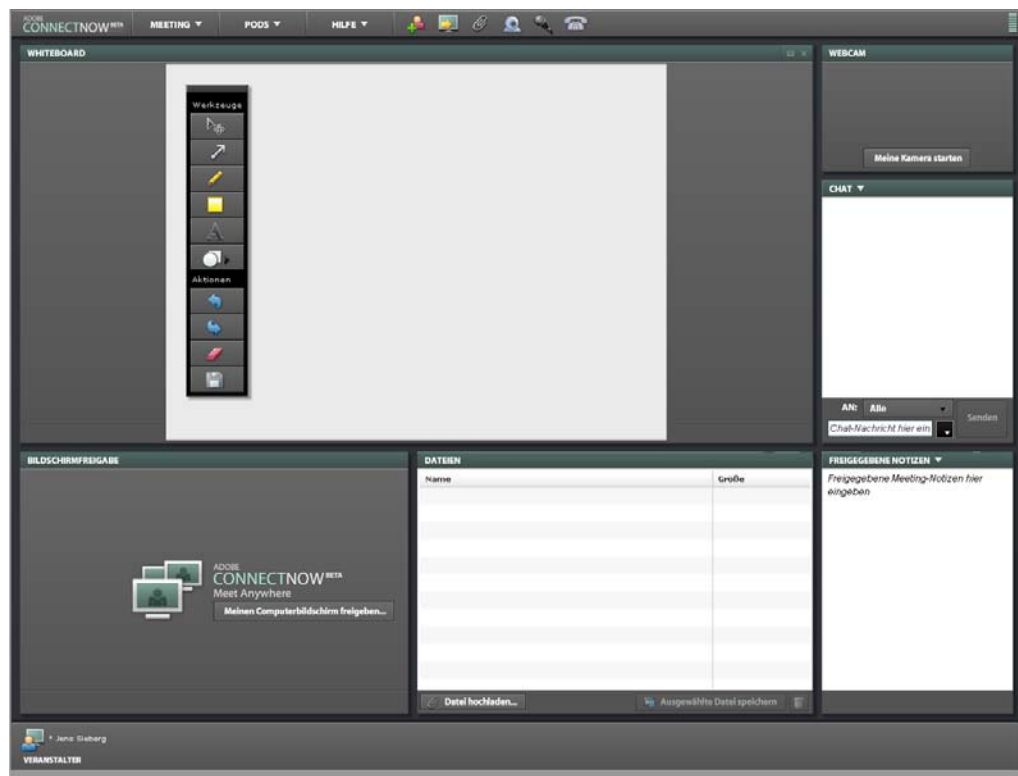 ADOBE
CONNECTNOW BETA
MEETING
PODS
HILFE
WHITEBOARD
Werkzeuge
Aktionen
WEBCAM
Meine Kamera starten
CHAT
AN: Alle
Senden
Chat-Nachricht hier ein
BILDSCHIRMFREIGABE
ADOBE
CONNECTNOW BETA
Meet Anywhere
Meinen Computerbildschirm freigeben...
DATEIEN
Name Größe
Datei hochladen... Ausgewählte Datei speichern
FREIGEGEBENE NOTIZEN
Freigegebene Meeting-Notizen hier
eingeben
* Jens Sieberg
VERANSTALTER